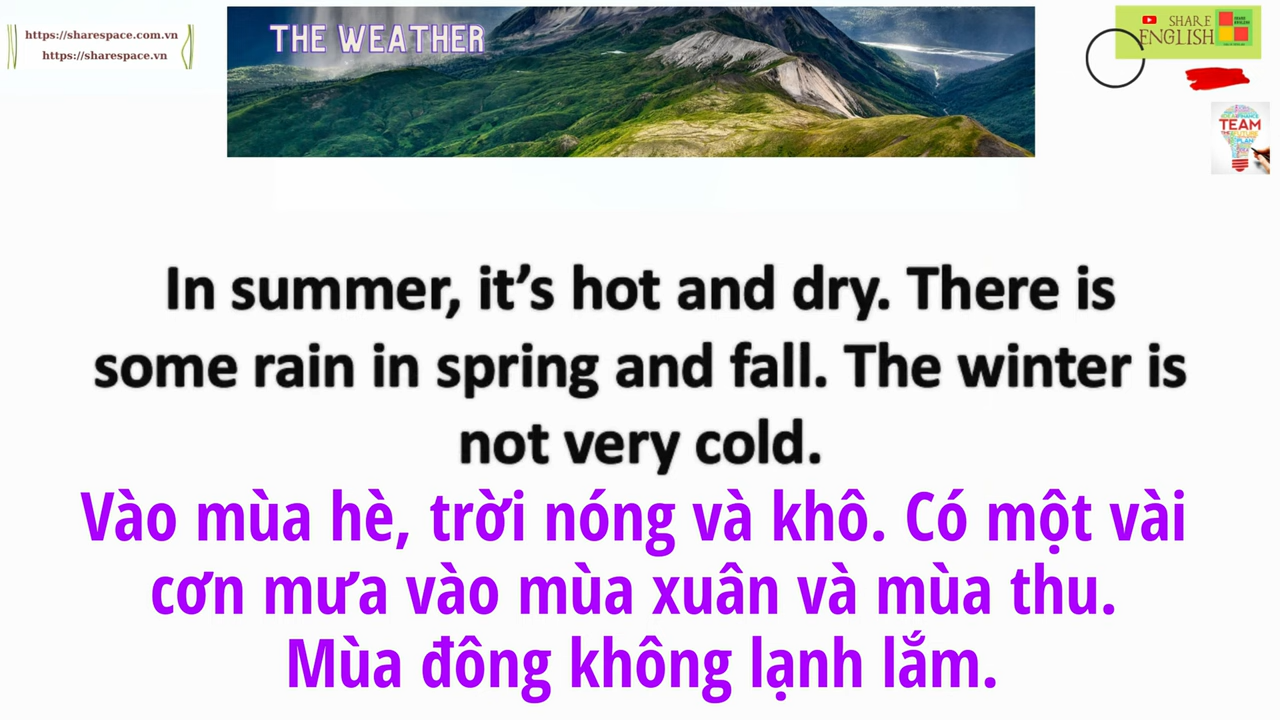 https://sharespace.com.vn
https://sharespace.vn
THE WEATHER
SHARE
ENGLISH
TEAM
PLAN
In summer, it’s hot and dry. There is
some rain in spring and fall. The winter is
not very cold.
Vào mùa hè, trời nóng và khô. Có một vài
cơn mưa vào mùa xuân và mùa thu.
Mùa đông không lạnh lắm.